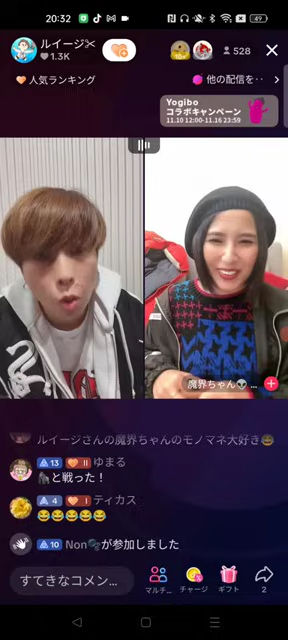 20:32
49
ルイージ✂
1.3K
10+
528
人気ランキング
他の配信を‥
Yogibo
コラボキャンペーン
11.10 12:00-11.16 23:59
魔界ちゃん👽 ...
ルイージさんの魔界ちゃんのモノマネ大好き😂
13 II ゆまる
🦍と戦った！
4 I ティカス
😂😂😂😂😂
10 Non🐾が参加しました
すてきなコメン...
マルチ...
チャージ
ギフト
2